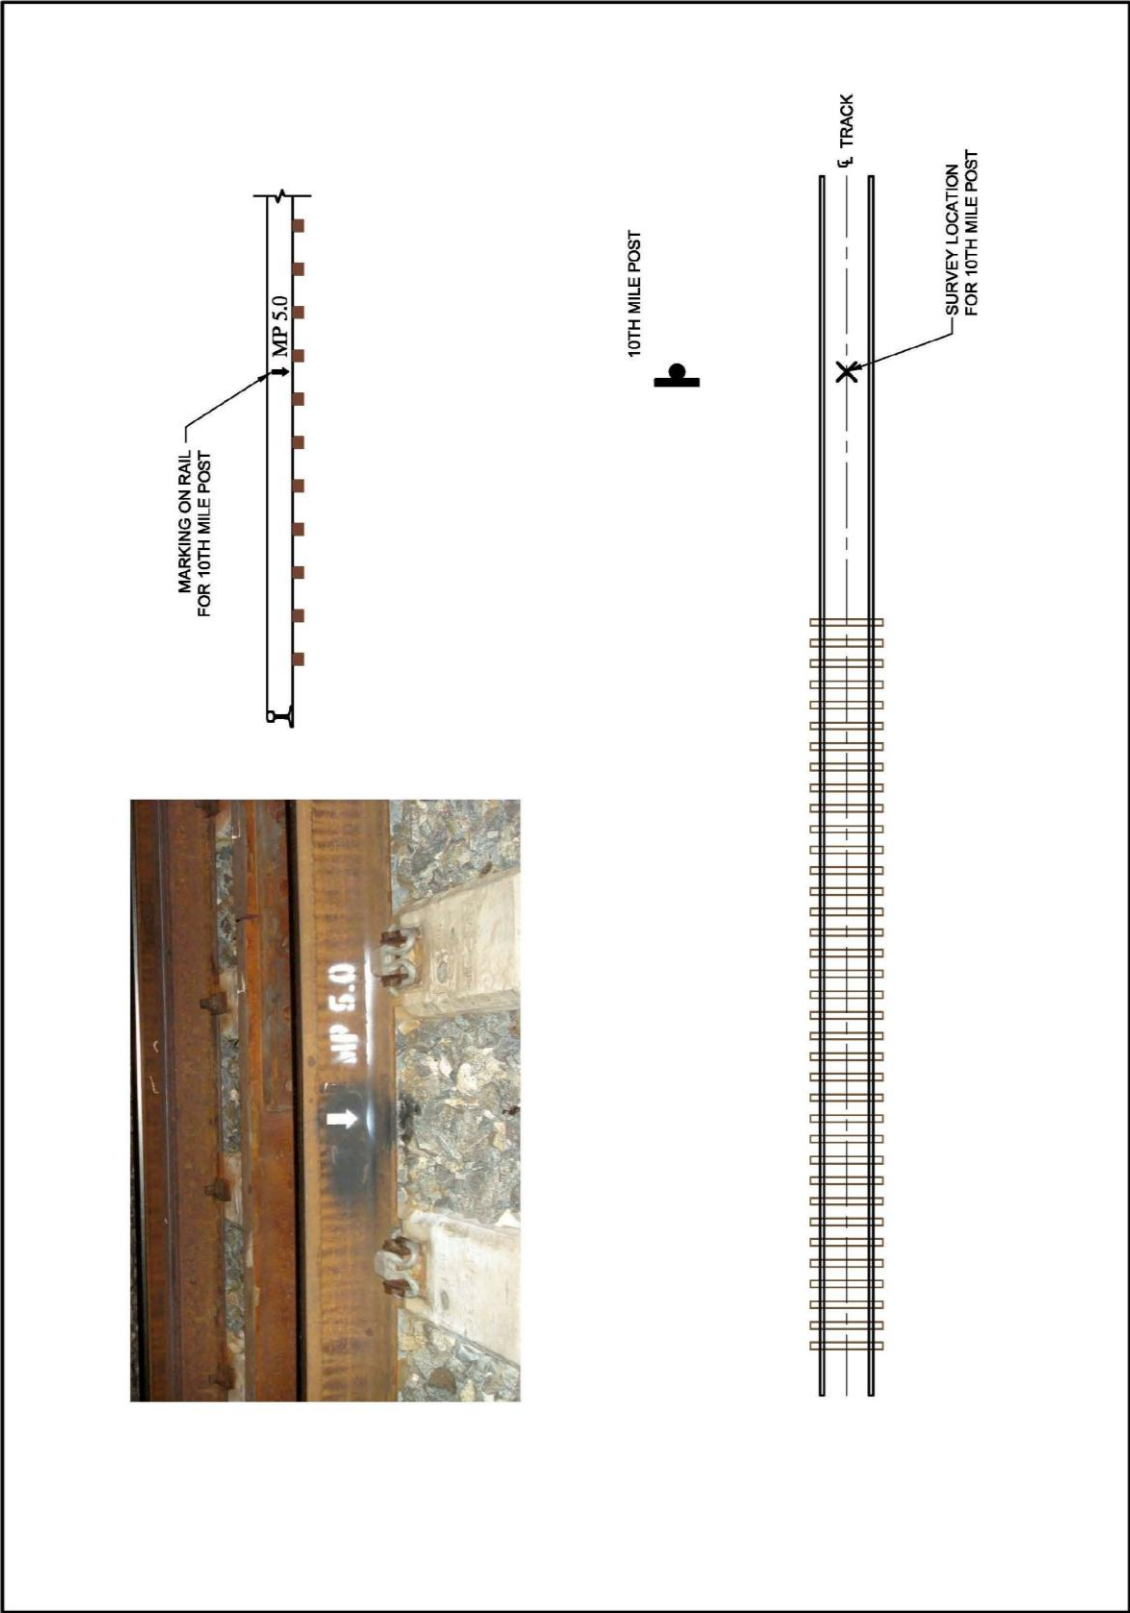 MARKING ON RAIL
FOR 10TH MILE POST
MP 5.0
MP 5.0
10TH MILE POST
℄ TRACK
SURVEY LOCATION
FOR 10TH MILE POST